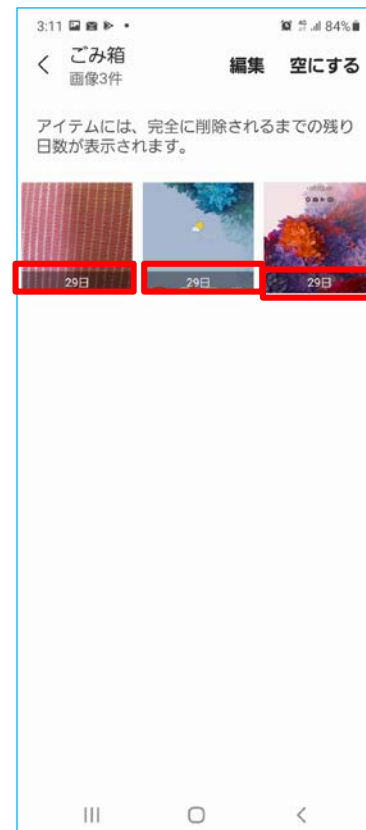 3:11
84%
ごみ箱
画像3件
編集 空にする
アイテムには、完全に削除されるまでの残り
日数が表示されます。
29日 29日 29日